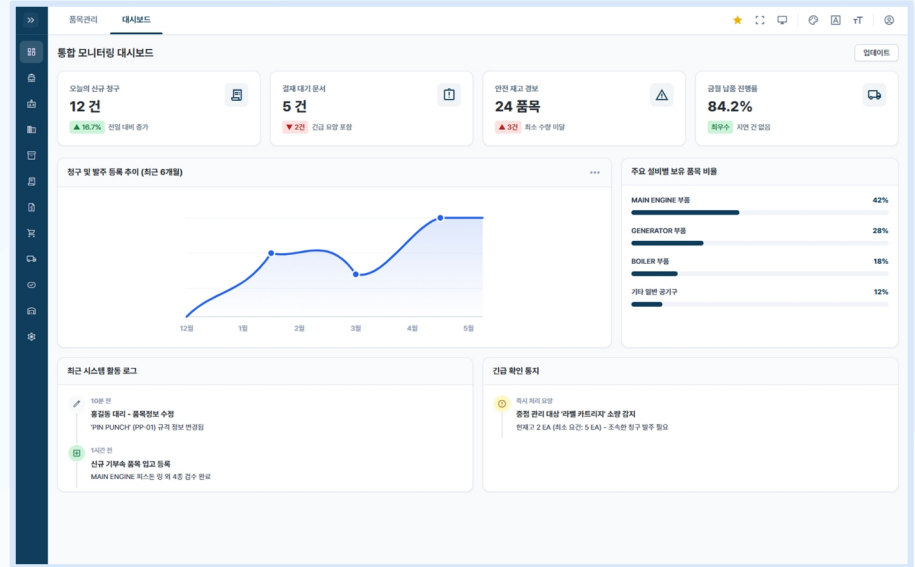 품목관리 대시보드
통합 모니터링 대시보드
업데이트
오늘의 신규 청구
12 건
▲ 16.7% 전일 대비 증가
결재 대기 문서
5 건
▼ 2건 긴급 요망 포함
안전 재고 경보
24 품목
▲ 3건 최소 수량 미달
금월 납품 진행률
84.2%
최우수 지연 건 없음
청구 및 발주 등록 추이 (최근 6개월)
12월 1월 2월 3월 4월 5월
주요 설비별 보유 품목 비율
MAIN ENGINE 부품 42%
GENERATOR 부품 28%
BOILER 부품 18%
기타 일반 공기구 12%
최근 시스템 활동 로그
10분 전
홍길동 대리 - 품목정보 수정
'PIN PUNCH' (PP-01) 규격 정보 변경됨
1시간 전
신규 기부속 품목 입고 등록
MAIN ENGINE 피스톤 링 외 4종 검수 완료
긴급 확인 통지
즉시 처리 요망
중점 관리 대상 '라벨 카트리지' 소량 감지
현재고 2 EA (최소 요건: 5 EA) - 조속한 청구 발주 필요